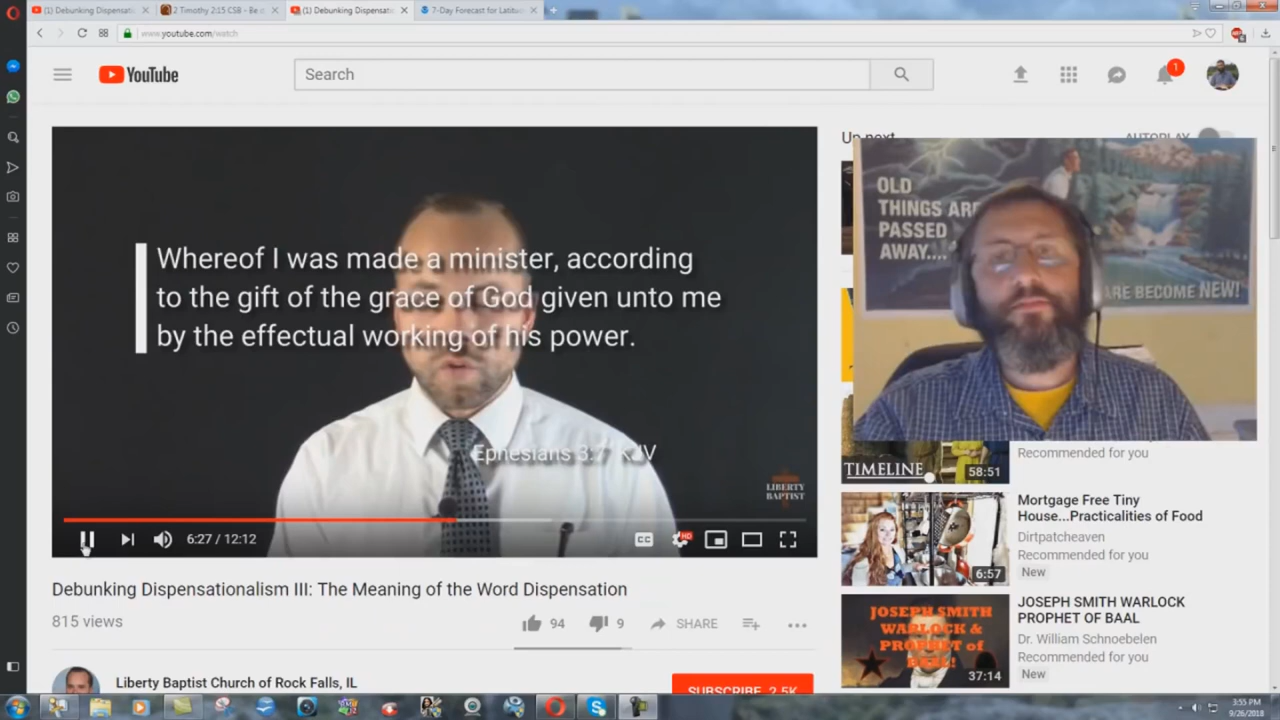 (1) Debunking Dispensati
2 Timothy 2:15 CSB - Be d
(1) Debunking Dispensatio
7-Day Forecast for Latitude
www.youtube.com/watch
YouTube
Search
1
Up next
AUTOPLAY
OLD
THINGS ARE
PASSED
AWAY....
ARE BECOME NEW!
Whereof I was made a minister, according
to the gift of the grace of God given unto me
by the effectual working of his power.
Ephesians 3:7 KJV
LIBERTY
BAPTIST
6:27 / 12:12
CC
HD
TIMELINE
58:51
Recommended for you
Mortgage Free Tiny
House...Practicalities of Food
Dirtpatcheaven
Recommended for you
New
6:57
Debunking Dispensationalism III: The Meaning of the Word Dispensation
815 views
94
9
SHARE
JOSEPH SMITH
WARLOCK &
PROPHET of
BAAL!
37:14
JOSEPH SMITH WARLOCK
PROPHET OF BAAL
Dr. William Schnoebelen
Recommended for you
New
Liberty Baptist Church of Rock Falls, IL
SUBSCRIBE 2.5K
3:55 PM
9/26/2018